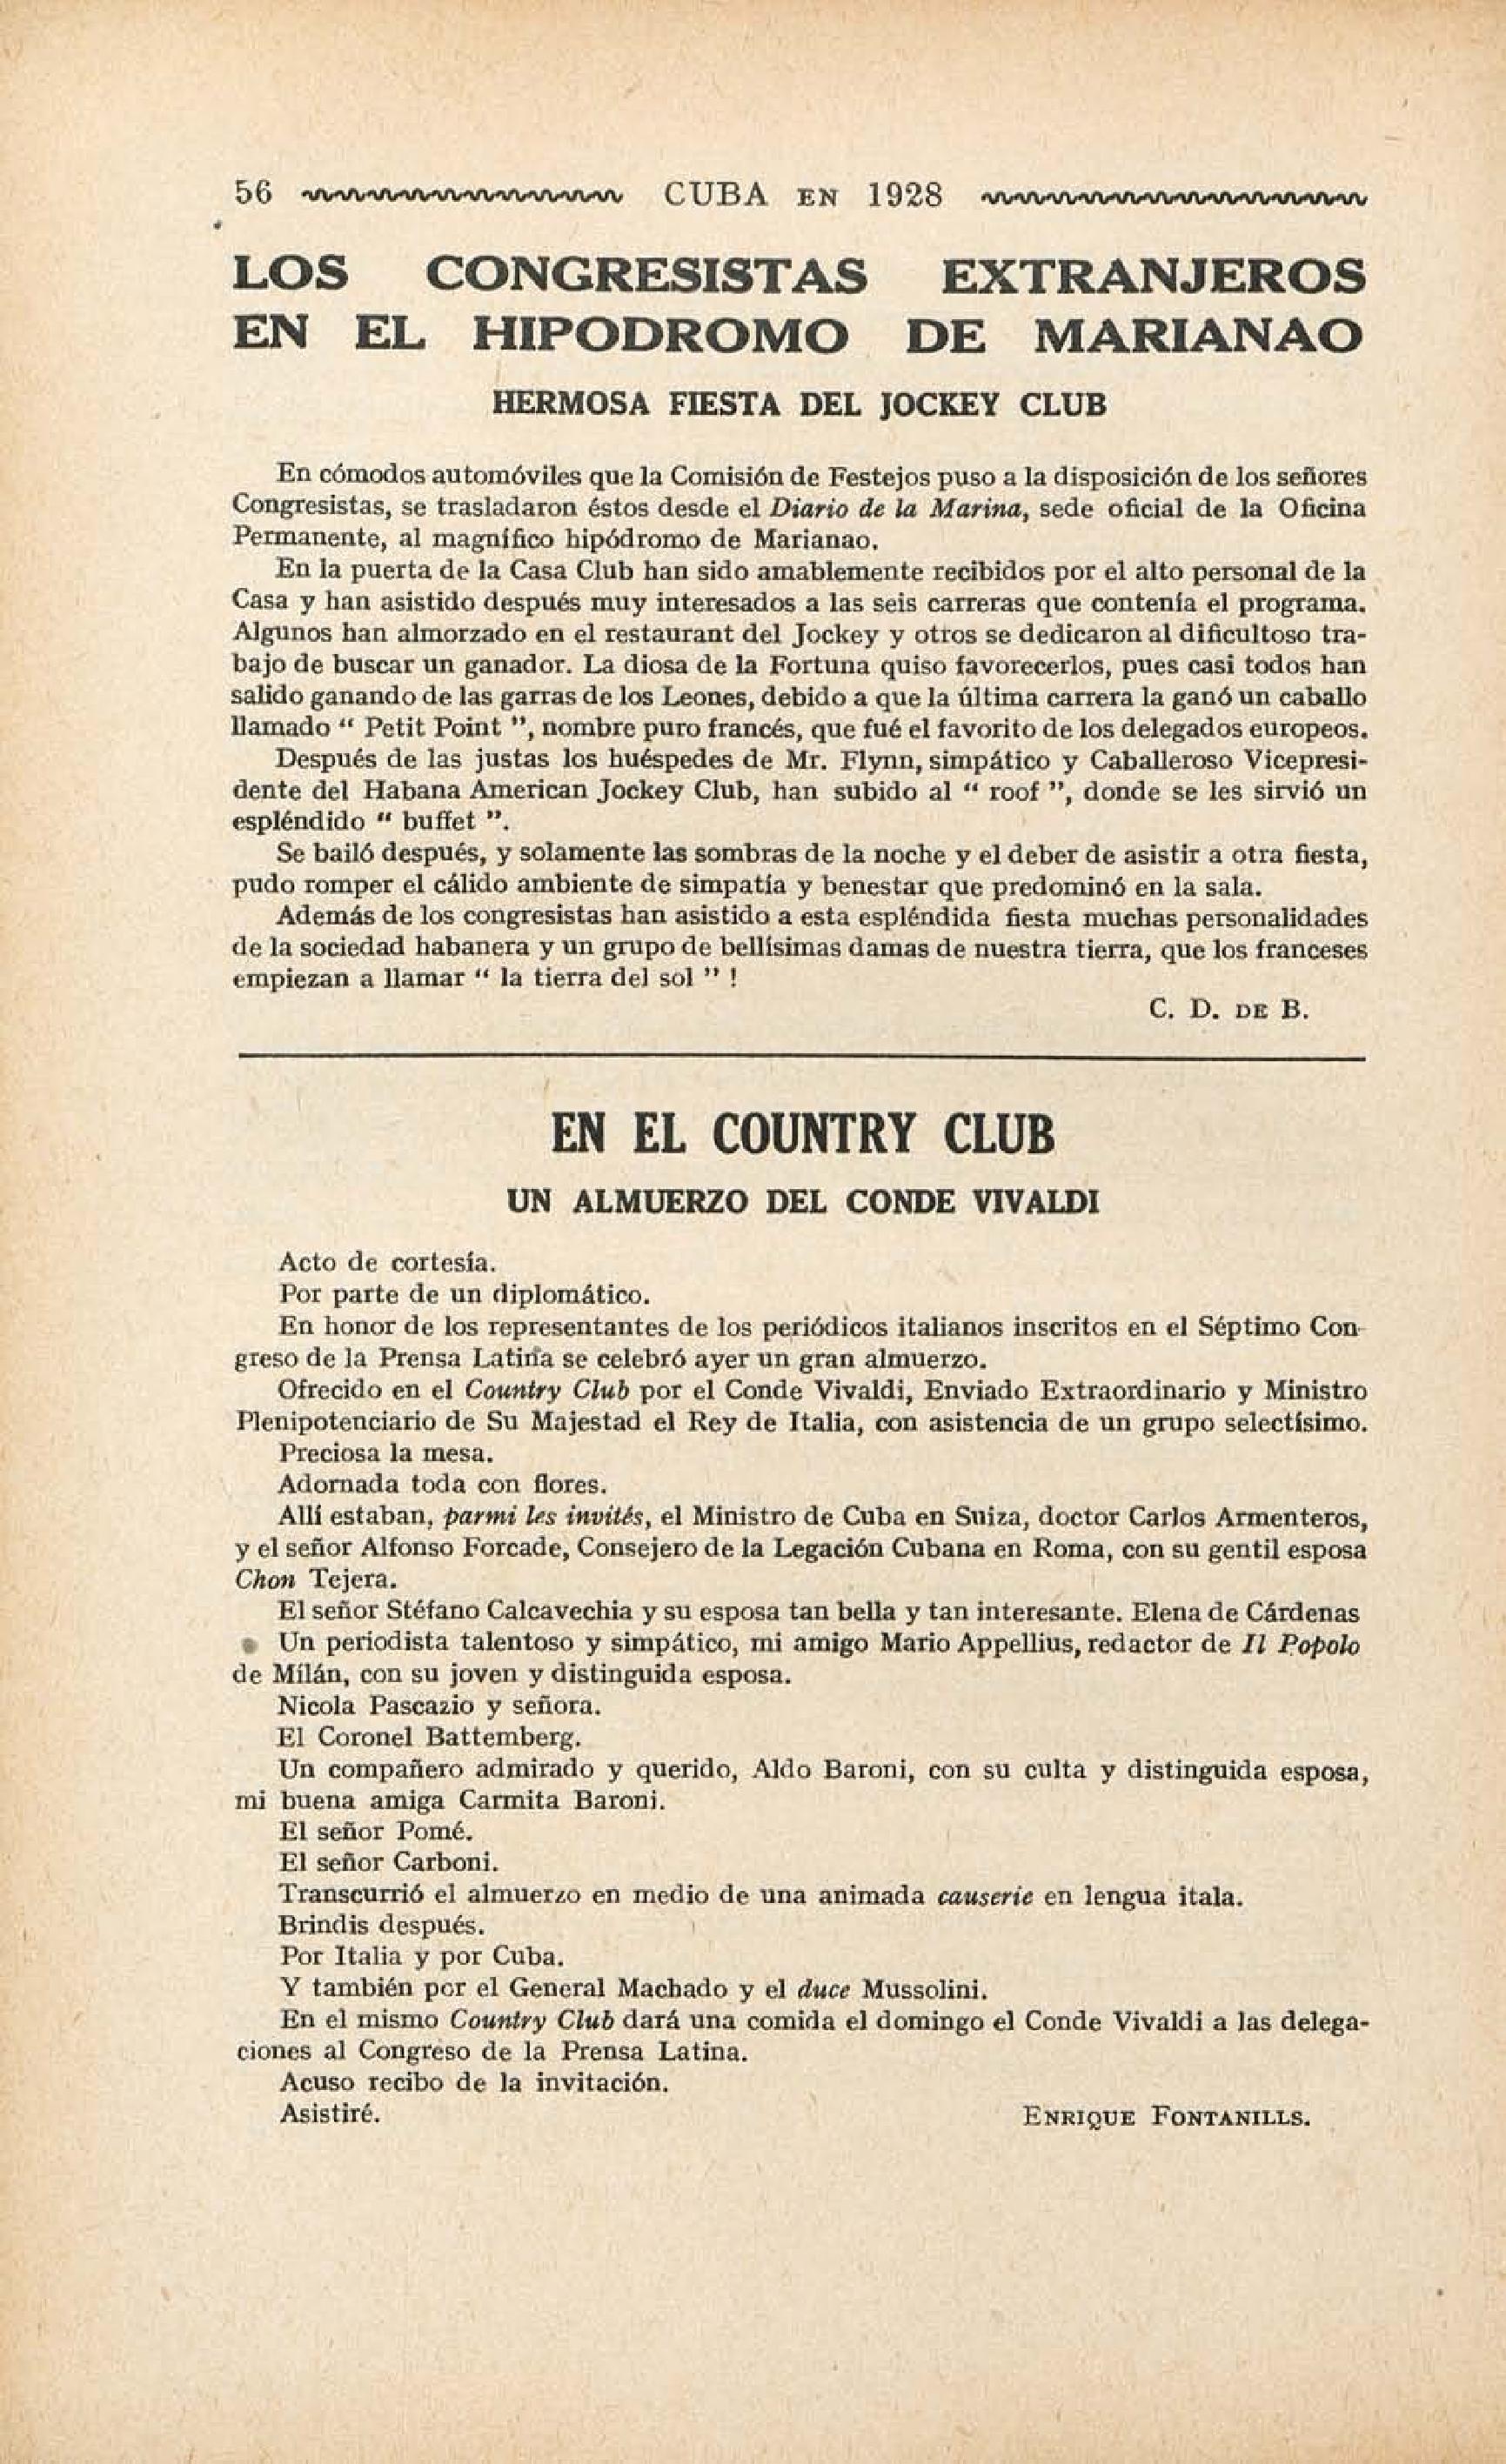 56 CUBA EN 1928
LOS CONGRESISTAS EXTRANJEROS
EN EL HIPODROMO DE MARIANAO
HERMOSA FIESTA DEL JOCKEY CLUB
En cómodos automóviles que la Comisión de Festejos puso a la disposición de los señores
Congresistas, se trasladaron éstos desde el Diario de la Marina, sede oficial de la Oficina
Permanente, al magnífico hipódromo de Marianao.
En la puerta de la Casa Club han sido amablemente recibidos por el alto personal de la
Casa y han asistido después muy interesados a las seis carreras que contenía el programa.
Algunos han almorzado en el restaurant del Jockey y otros se dedicaron al dificultoso tra-
bajo de buscar un ganador. La diosa de la Fortuna quiso favorecerlos, pues casi todos han
salido ganando de las garras de los Leones, debido a que la última carrera la ganó un caballo
llamado “ Petit Point ”, nombre puro francés, que fué el favorito de los delegados europeos.
Después de las justas los huéspedes de Mr. Flynn, simpático y Caballeroso Vicepresi-
dente del Habana American Jockey Club, han subido al “ roof ”, donde se les sirvió un
espléndido “ buffet ”.
Se bailó después, y solamente las sombras de la noche y el deber de asistir a otra fiesta,
pudo romper el cálido ambiente de simpatía y benestar que predominó en la sala.
Además de los congresistas han asistido a esta espléndida fiesta muchas personalidades
de la sociedad habanera y un grupo de bellísimas damas de nuestra tierra, que los franceses
empiezan a llamar “ la tierra del sol ” !
C. D. DE B.
EN EL COUNTRY CLUB
UN ALMUERZO DEL CONDE VIVALDI
Acto de cortesía.
Por parte de un diplomático.
En honor de los representantes de los periódicos italianos inscritos en el Séptimo Con-
greso de la Prensa Latina se celebró ayer un gran almuerzo.
Ofrecido en el Country Club por el Conde Vivaldi, Enviado Extraordinario y Ministro
Plenipotenciario de Su Majestad el Rey de Italia, con asistencia de un grupo selectísimo.
Preciosa la mesa.
Adornada toda con flores.
Allí estaban, parmi les invités, el Ministro de Cuba en Suiza, doctor Carlos Armenteros,
y el señor Alfonso Forcade, Consejero de la Legación Cubana en Roma, con su gentil esposa
Chon Tejera.
El señor Stéfano Calcavechia y su esposa tan bella y tan interesante. Elena de Cárdenas
Un periodista talentoso y simpático, mi amigo Mario Appellius, redactor de Il Popolo
de Mílán, con su joven y distinguida esposa.
Nicola Pascazio y señora.
El Coronel Battemberg.
Un compañero admirado y querido, Aldo Baroni, con su culta y distinguida esposa,
mi buena amiga Carmita Baroni.
El señor Pomé.
El señor Carboni.
Transcurrió el almuerzo en medio de una animada causerie en lengua itala.
Brindis después.
Por Italia y por Cuba.
Y también por el General Machado y el duce Mussolini.
En el mismo Country Club dará una comida el domingo el Conde Vivaldi a las delega-
ciones al Congreso de la Prensa Latina.
Acuso recibo de la invitación.
Asistiré. ENRIQUE FONTANILLS.